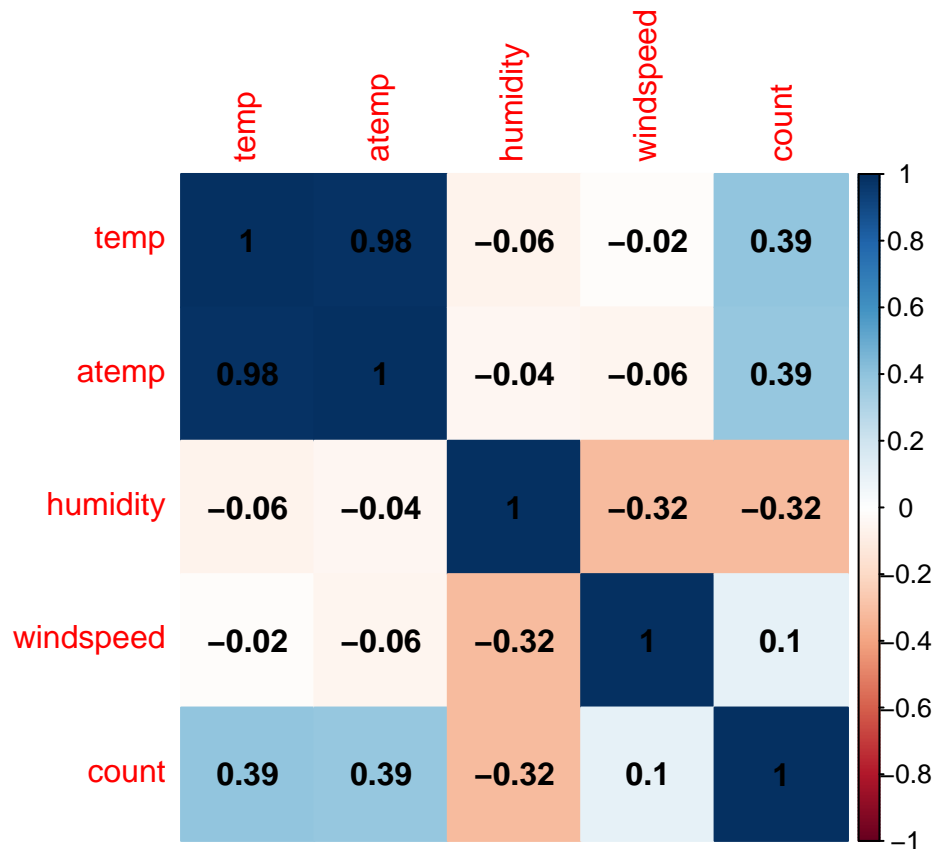 temp atemp humidity windspeed count
temp 1 0.98 −0.06 −0.02 0.39
atemp 0.98 1 −0.04 −0.06 0.39
humidity −0.06 −0.04 1 −0.32 −0.32
windspeed −0.02 −0.06 −0.32 1 0.1
count 0.39 0.39 −0.32 0.1 1
1
0.8
0.6
0.4
0.2
0
−0.2
−0.4
−0.6
−0.8
−1